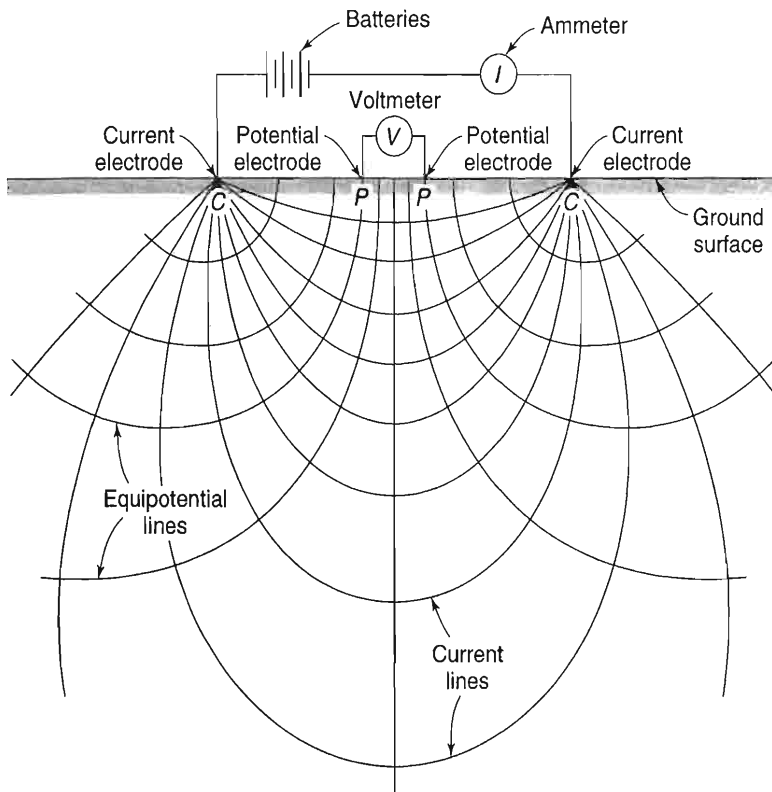 Batteries
Ammeter
I
Voltmeter
V
Current
electrode
Potential
electrode
Potential
electrode
Current
electrode
C
P
P
C
Ground
surface
Equipotential
lines
Current
lines